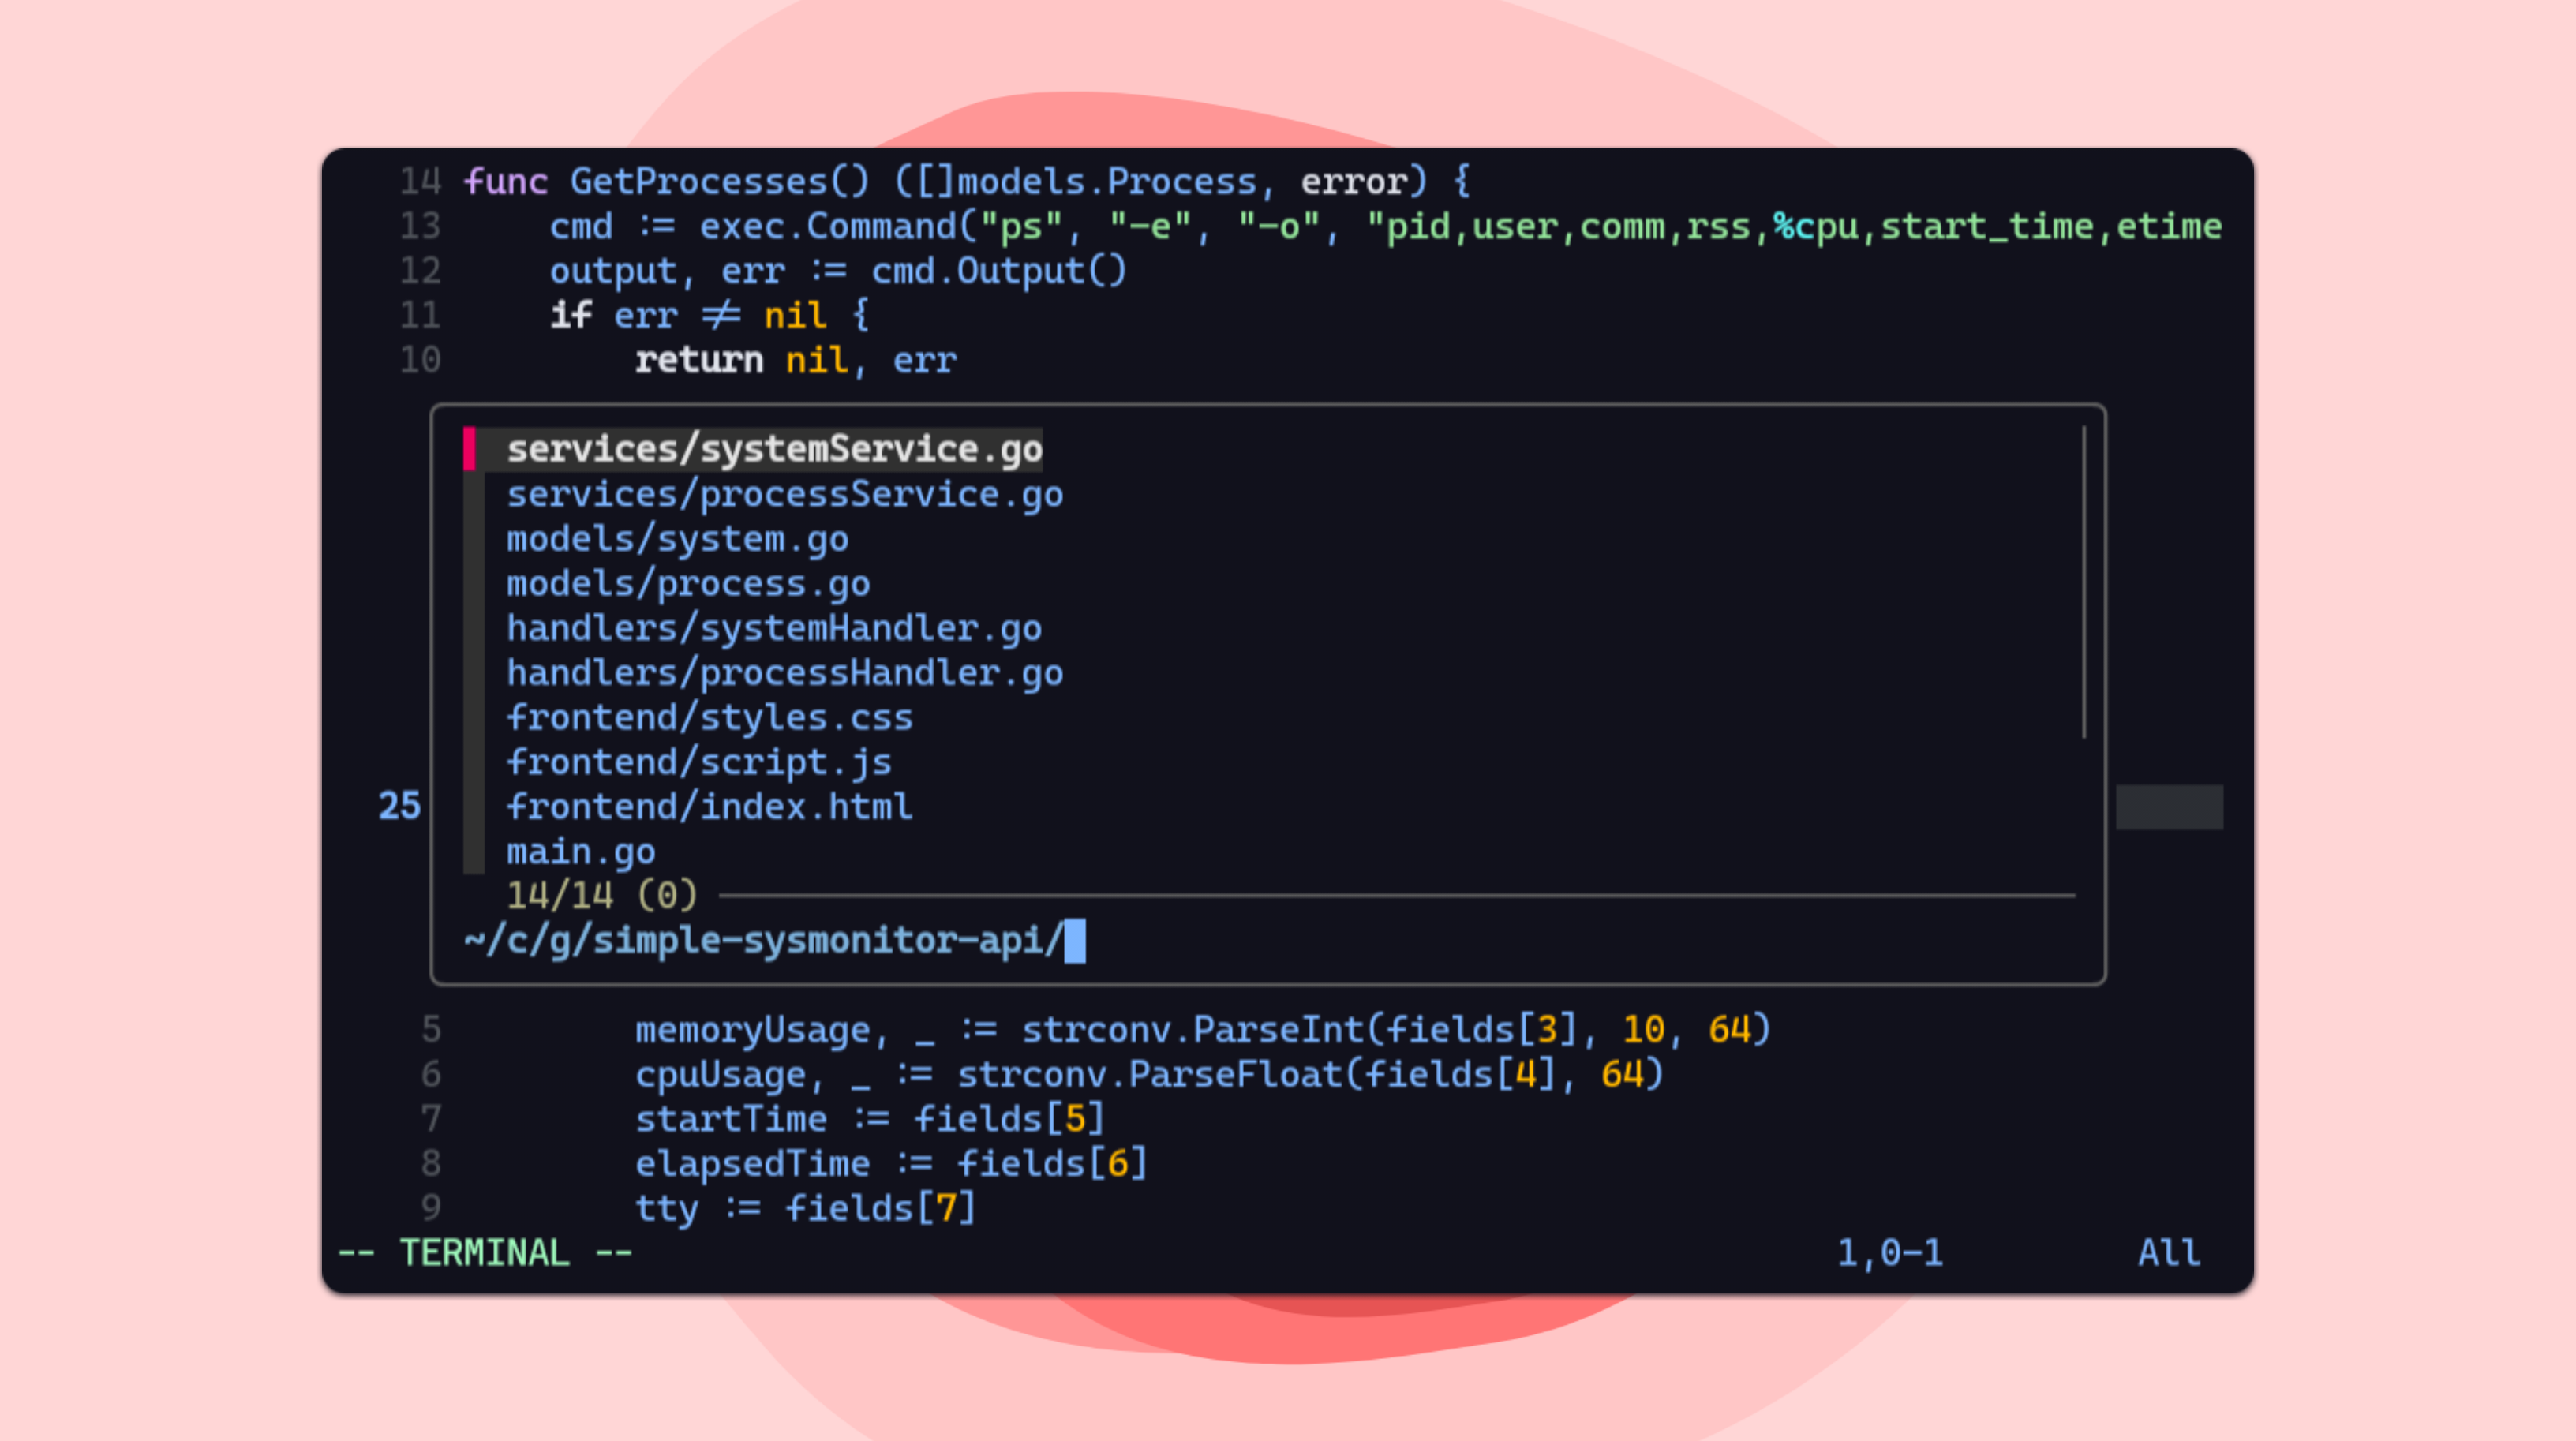 14 func GetProcesses() ([]models.Process, error) {
13     cmd := exec.Command("ps", "-e", "-o", "pid,user,comm,rss,%cpu,start_time,etime
12     output, err := cmd.Output()
11     if err != nil {
10         return nil, err
services/systemService.go
services/processService.go
models/system.go
models/process.go
handlers/systemHandler.go
handlers/processHandler.go
frontend/styles.css
frontend/script.js
25 frontend/index.html
main.go
14/14 (0)
~/c/g/simple-sysmonitor-api/
5         memoryUsage, _ := strconv.ParseInt(fields[3], 10, 64)
6         cpuUsage, _ := strconv.ParseFloat(fields[4], 64)
7         startTime := fields[5]
8         elapsedTime := fields[6]
9         tty := fields[7]
-- TERMINAL -- 1,0-1 All